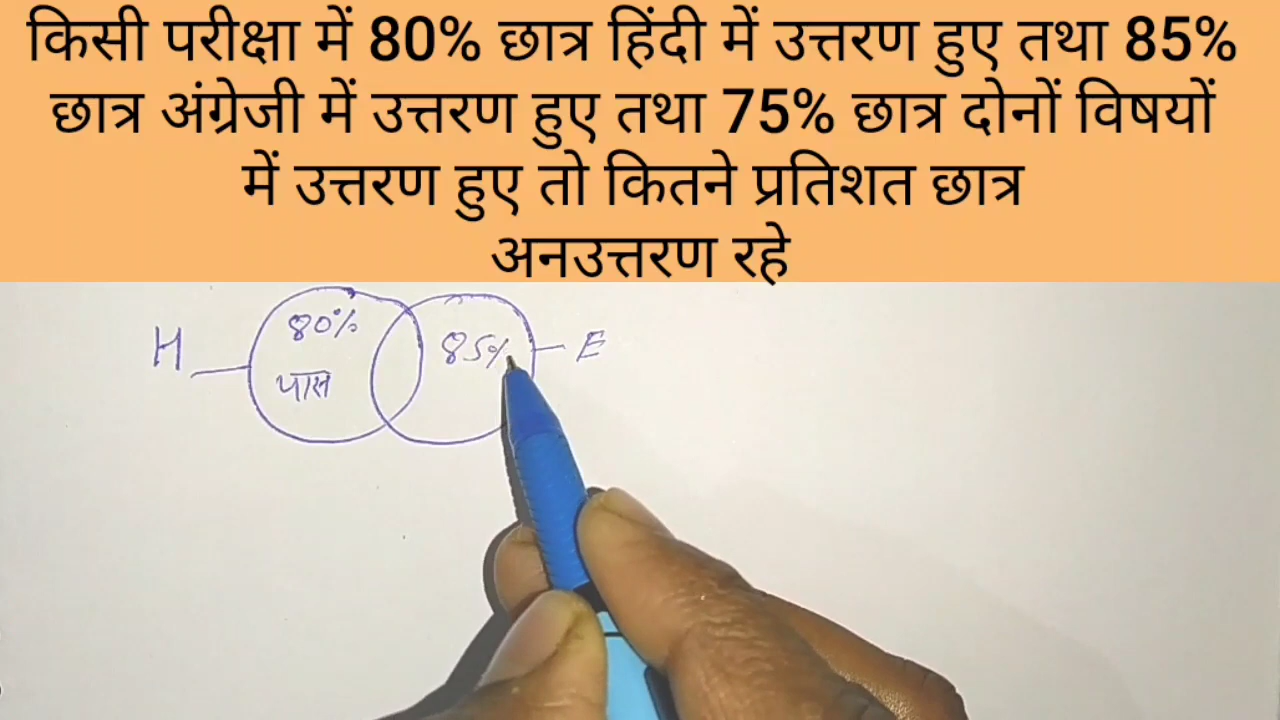 किसी परीक्षा में 80% छात्र हिंदी में उत्तरण हुए तथा 85%
छात्र अंग्रेजी में उत्तरण हुए तथा 75% छात्र दोनों विषयों
में उत्तरण हुए तो कितने प्रतिशत छात्र
अनउत्तरण रहे
H 80% 85% E
पास